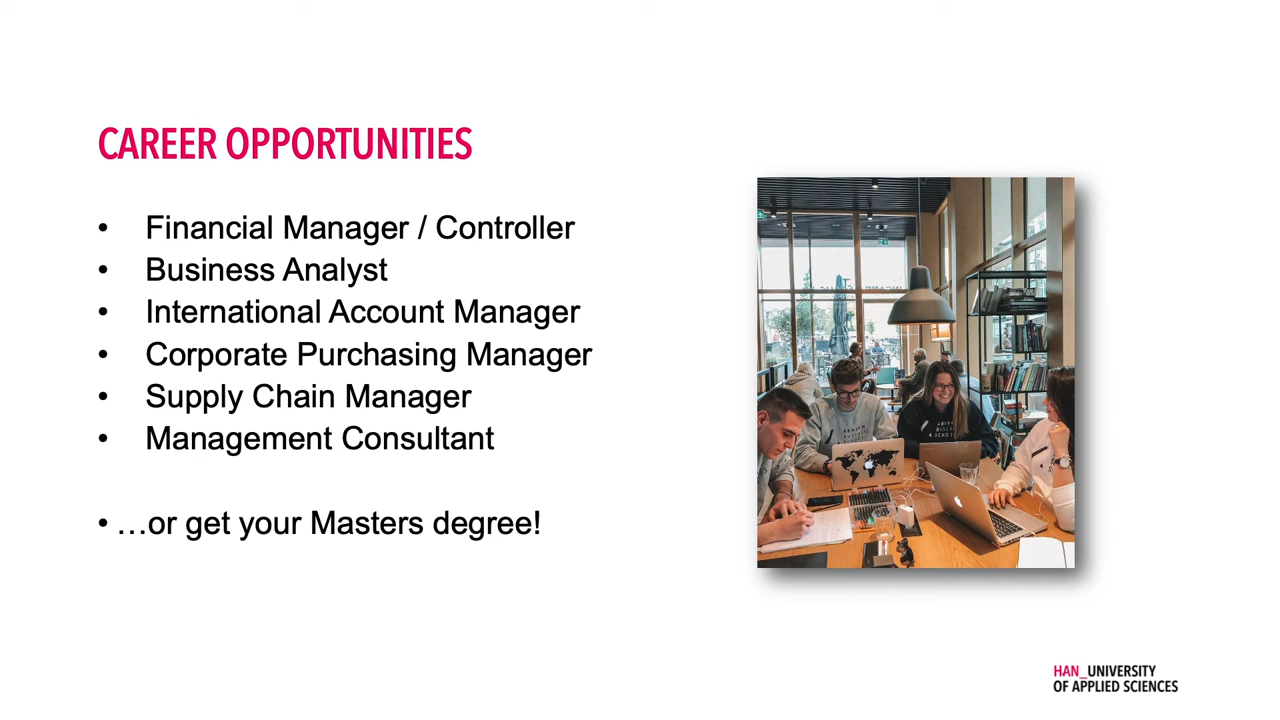 CAREER OPPORTUNITIES
• Financial Manager / Controller
• Business Analyst
• International Account Manager
• Corporate Purchasing Manager
• Supply Chain Manager
• Management Consultant
• …or get your Masters degree!
HAN_UNIVERSITY
OF APPLIED SCIENCES